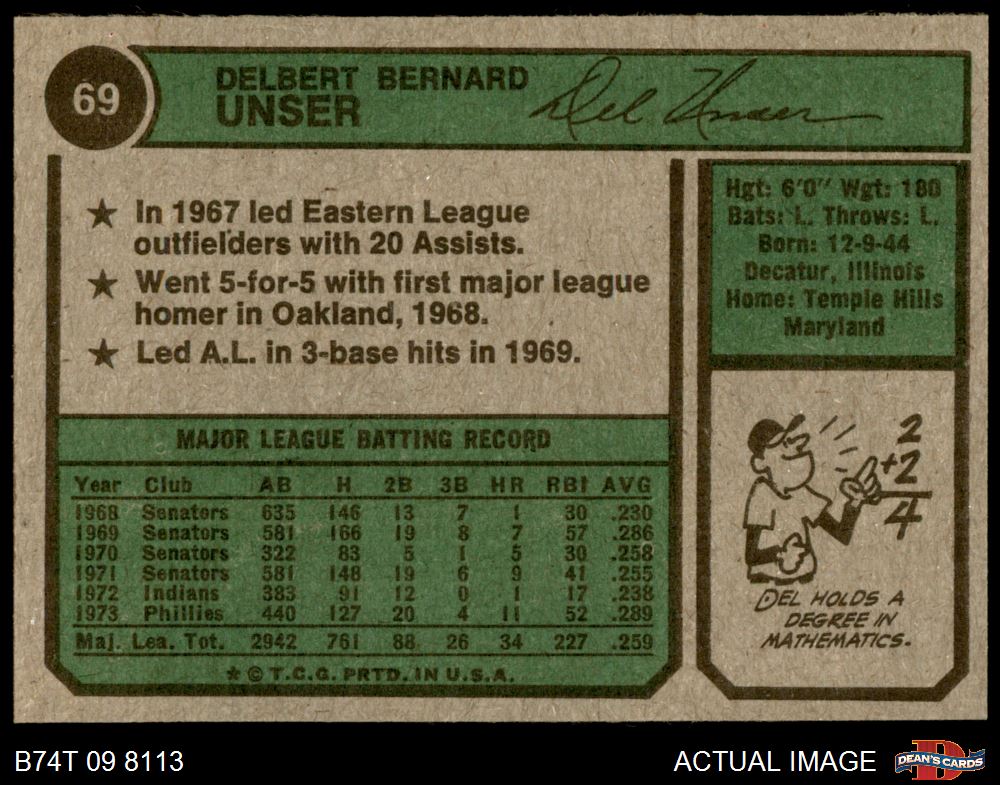 69
DELBERT BERNARD
UNSER
Del Unser
★ In 1967 led Eastern League
outfielders with 20 Assists.
★ Went 5-for-5 with first major league
homer in Oakland, 1968.
★ Led A.L. in 3-base hits in 1969.
Hgt: 6'0" Wgt: 180
Bats: L. Throws: L.
Born: 12-9-44
Decatur, Illinois
Home: Temple Hills
Maryland
MAJOR LEAGUE BATTING RECORD
Year Club AB H 2B 3B HR RBI AVG
1968 Senators 635 146 13 7 1 30 .230
1969 Senators 581 166 19 8 7 57 .286
1970 Senators 322 83 5 1 5 30 .258
1971 Senators 581 148 19 6 9 41 .255
1972 Indians 383 91 12 0 1 17 .238
1973 Phillies 440 127 20 4 11 52 .289
Maj. Lea. Tot. 2942 761 88 26 34 227 .259
★ © T.C.G. PRTD. IN U.S.A.
2
+2
4
DEL HOLDS A
DEGREE IN
MATHEMATICS.
B74T 09 8113
ACTUAL IMAGE
D
DEAN'S CARDS